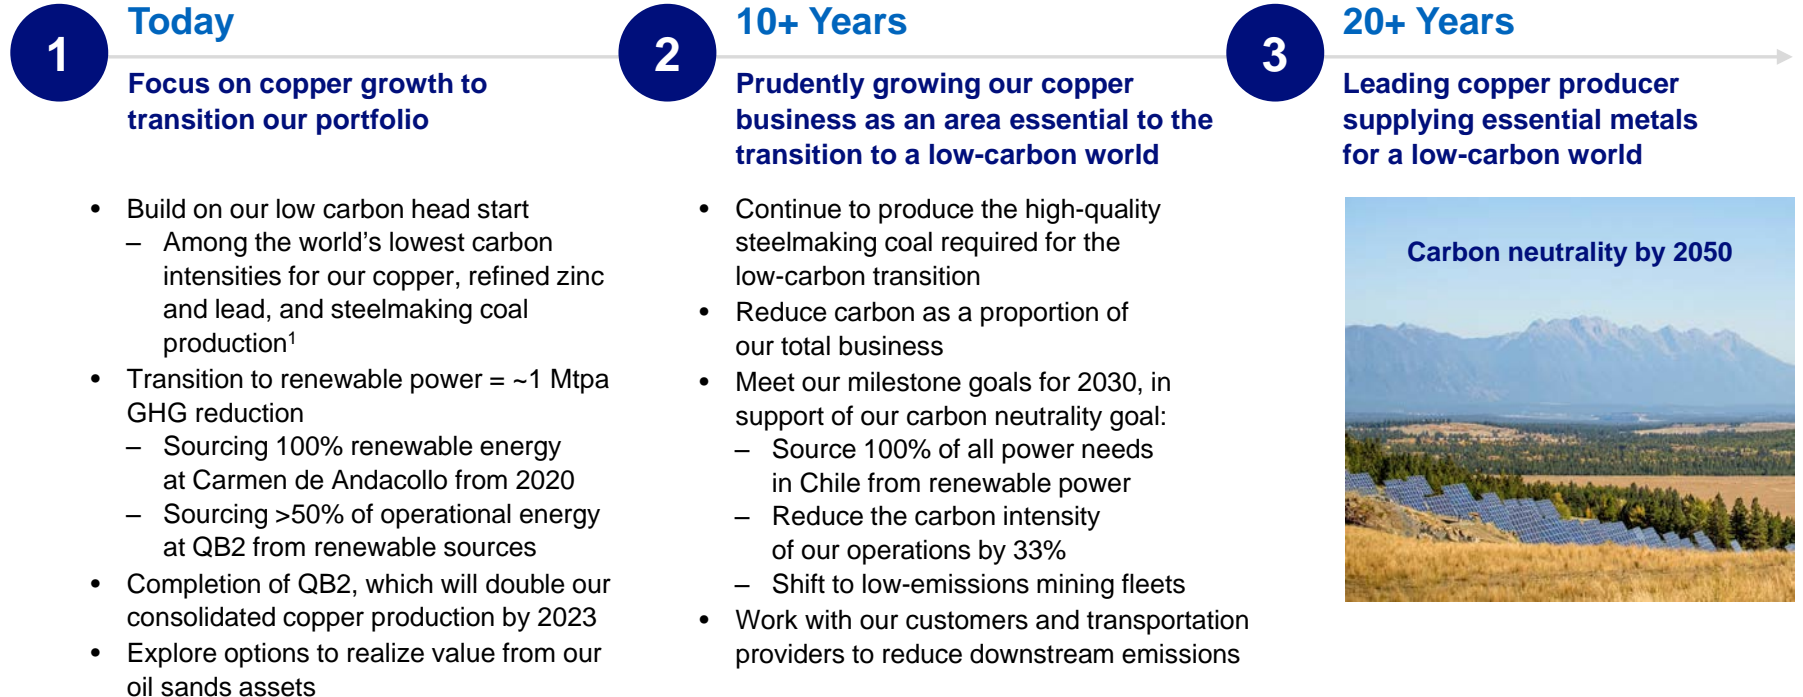 1
Today
Focus on copper growth to
transition our portfolio
• Build on our low carbon head start
– Among the world's lowest carbon
intensities for our copper, refined zinc
and lead, and steelmaking coal
production1
• Transition to renewable power = ~1 Mtpa
GHG reduction
– Sourcing 100% renewable energy
at Carmen de Andacollo from 2020
– Sourcing >50% of operational energy
at QB2 from renewable sources
• Completion of QB2, which will double our
consolidated copper production by 2023
• Explore options to realize value from our
oil sands assets
2
10+ Years
Prudently growing our copper
business as an area essential to the
transition to a low-carbon world
• Continue to produce the high-quality
steelmaking coal required for the
low-carbon transition
• Reduce carbon as a proportion of
our total business
• Meet our milestone goals for 2030, in
support of our carbon neutrality goal:
– Source 100% of all power needs
in Chile from renewable power
– Reduce the carbon intensity
of our operations by 33%
– Shift to low-emissions mining fleets
• Work with our customers and transportation
providers to reduce downstream emissions
3
20+ Years
Leading copper producer
supplying essential metals
for a low-carbon world
Carbon neutrality by 2050